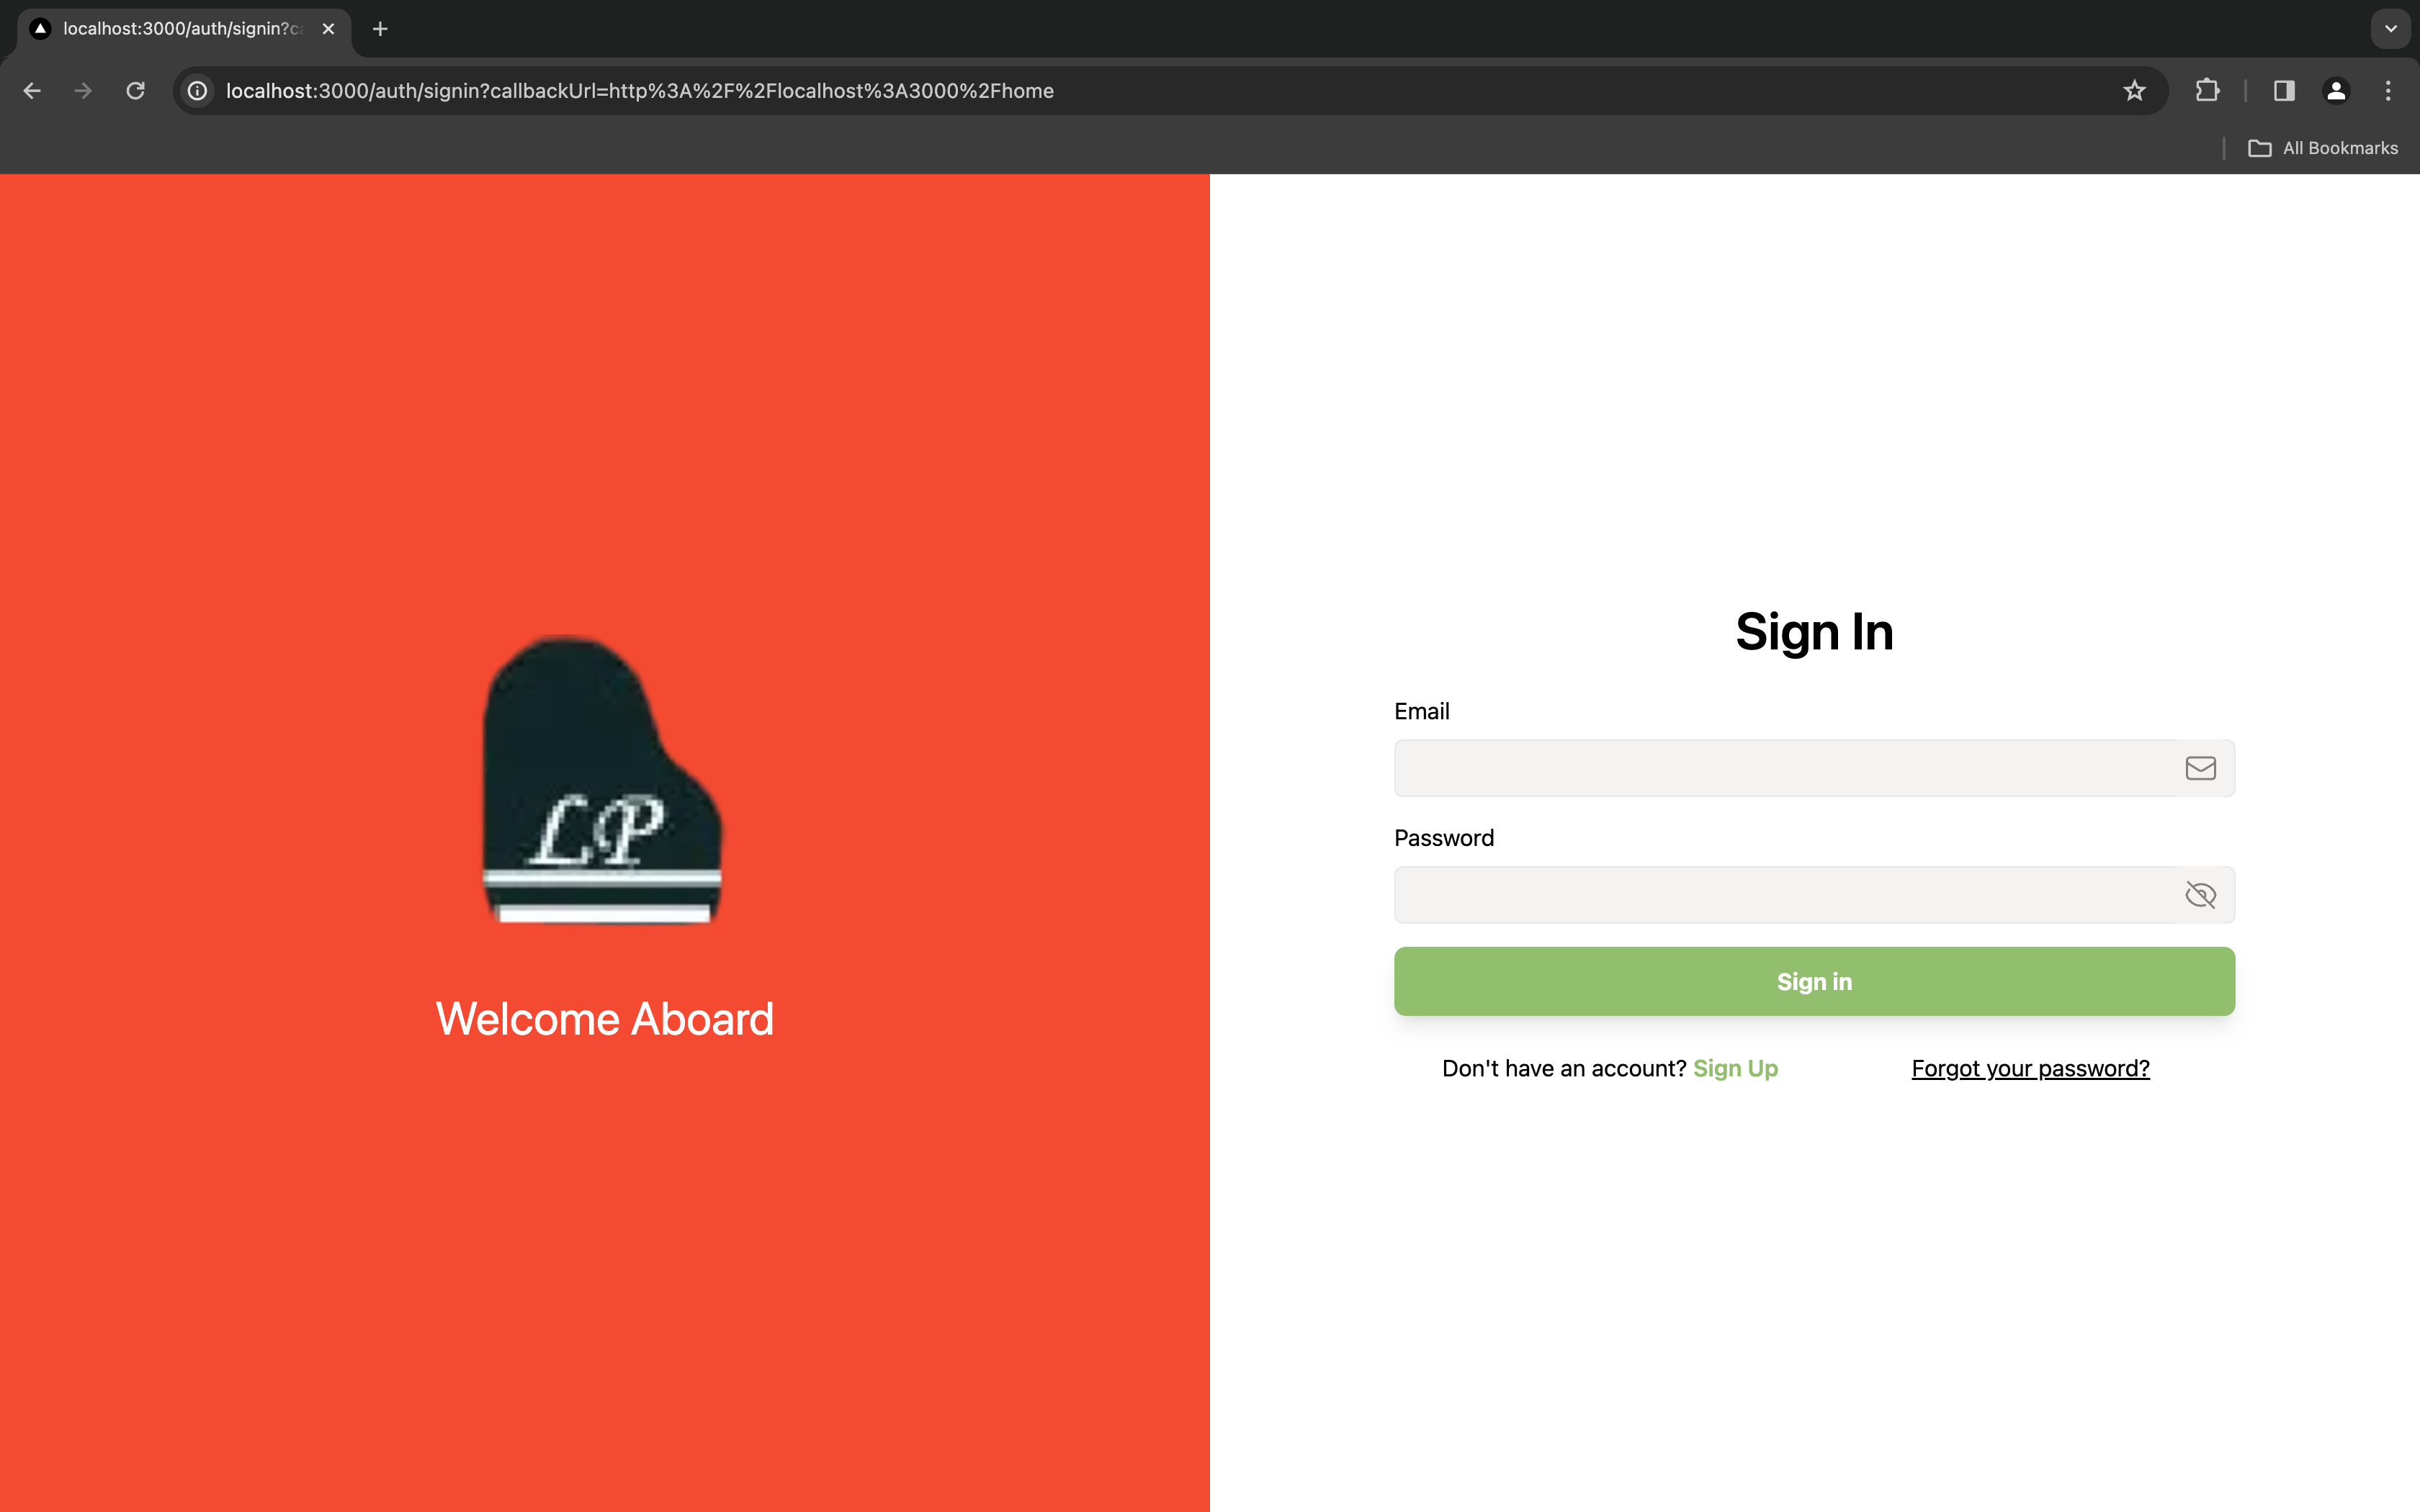 localhost:3000/auth/signin?ca
localhost:3000/auth/signin?callbackUrl=http%3A%2F%2Flocalhost%3A3000%2Fhome
All Bookmarks
LP
Welcome Aboard
Sign In
Email
Password
Sign in
Don't have an account? Sign Up
Forgot your password?